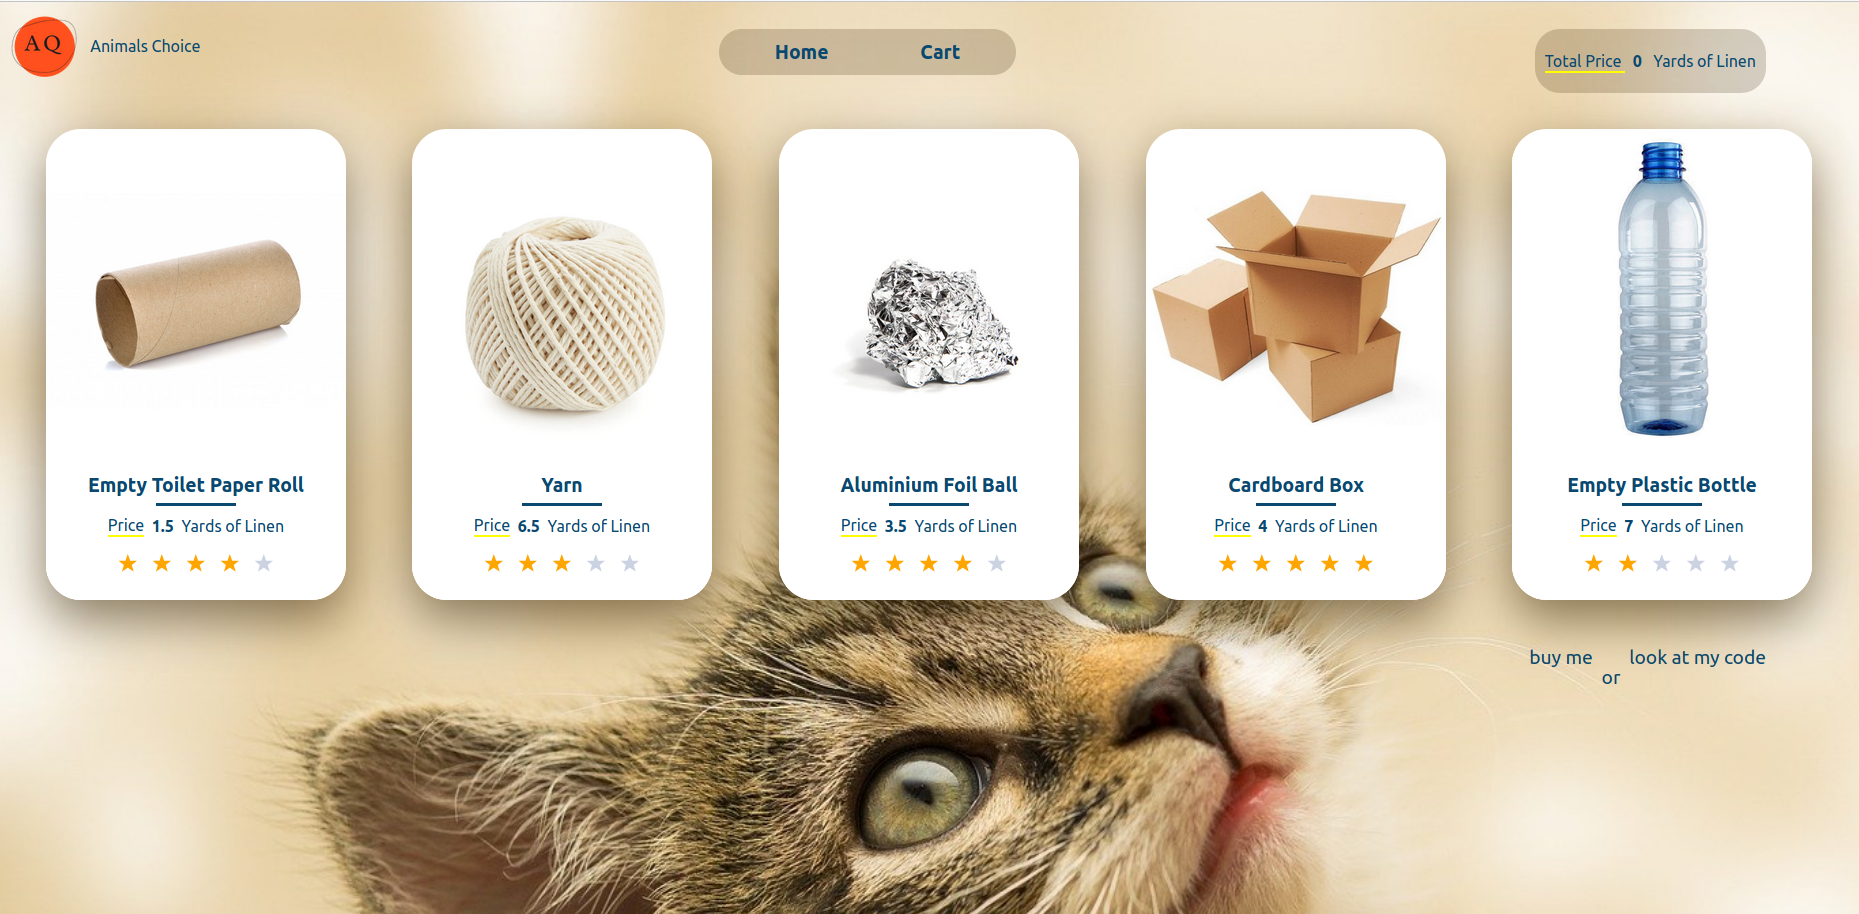 AQ
Animals Choice
Home Cart
Total Price 0 Yards of Linen
Empty Toilet Paper Roll
Price 1.5 Yards of Linen
Yarn
Price 6.5 Yards of Linen
Aluminium Foil Ball
Price 3.5 Yards of Linen
Cardboard Box
Price 4 Yards of Linen
Empty Plastic Bottle
Price 7 Yards of Linen
buy me look at my code
or